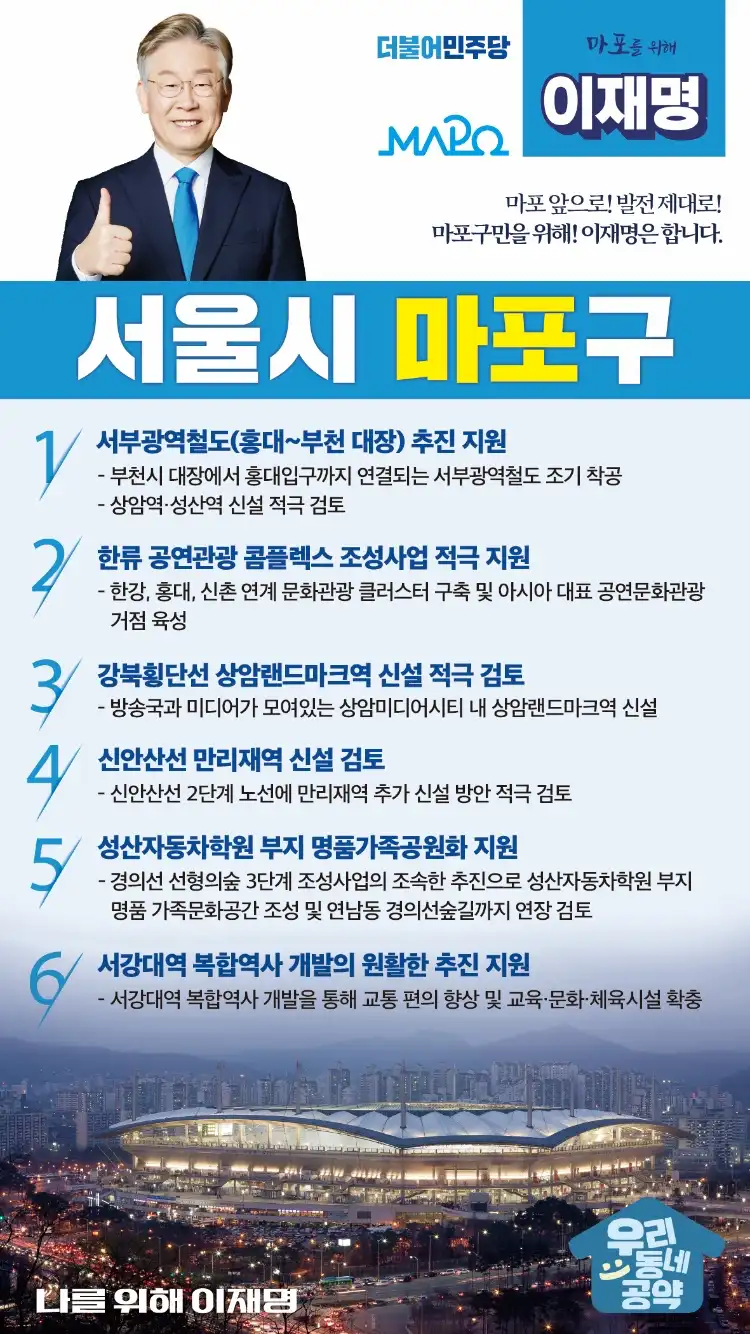 더불어민주당
마포를 위해
이재명
MAPO
마포 앞으로! 발전 제대로!
마포구만을 위해! 이재명은 합니다.
서울시 마포구
1 서부광역철도(홍대~부천 대장) 추진 지원
- 부천시 대장에서 홍대입구까지 연결되는 서부광역철도 조기 착공
- 상암역·성산역 신설 적극 검토
2 한류 공연관광 콤플렉스 조성사업 적극 지원
- 한강, 홍대, 신촌 연계 문화관광 클러스터 구축 및 아시아 대표 공연문화관광
거점 육성
3 강북횡단선 상암랜드마크역 신설 적극 검토
- 방송국과 미디어가 모여있는 상암미디어시티 내 상암랜드마크역 신설
4 신안산선 만리재역 신설 검토
- 신안산선 2단계 노선에 만리재역 추가 신설 방안 적극 검토
5 성산자동차학원 부지 명품가족공원화 지원
- 경의선 선형의숲 3단계 조성사업의 조속한 추진으로 성산자동차학원 부지
명품 가족문화공간 조성 및 연남동 경의선숲길까지 연장 검토
6 서강대역 복합역사 개발의 원활한 추진 지원
- 서강대역 복합역사 개발을 통해 교통 편의 향상 및 교육·문화·체육시설 확충
우리
동네
공약
나를 위해 이재명